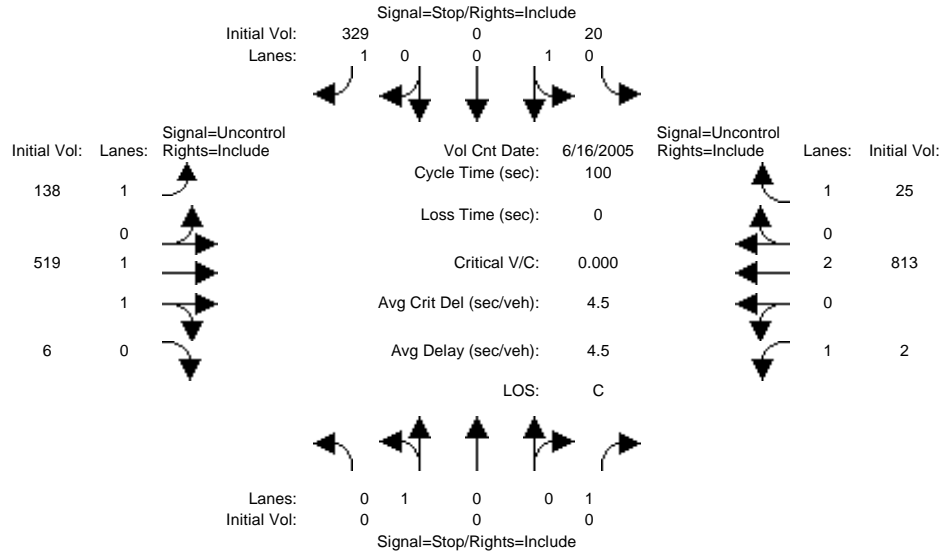 Signal=Stop/Rights=Include
Initial Vol: 329 0 20
Lanes: 1 0 0 1 0
Signal=Uncontrol
Initial Vol: Lanes: Rights=Include
Vol Cnt Date: 6/16/2005
Signal=Uncontrol
Rights=Include Lanes: Initial Vol:
Cycle Time (sec): 100
138 1
1 25
Loss Time (sec): 0
0
0
519 1
Critical V/C: 0.000
2 813
1
Avg Crit Del (sec/veh): 4.5
0
6 0
Avg Delay (sec/veh): 4.5
1 2
LOS: C
Lanes: 0 1 0 0 1
Initial Vol: 0 0 0
Signal=Stop/Rights=Include